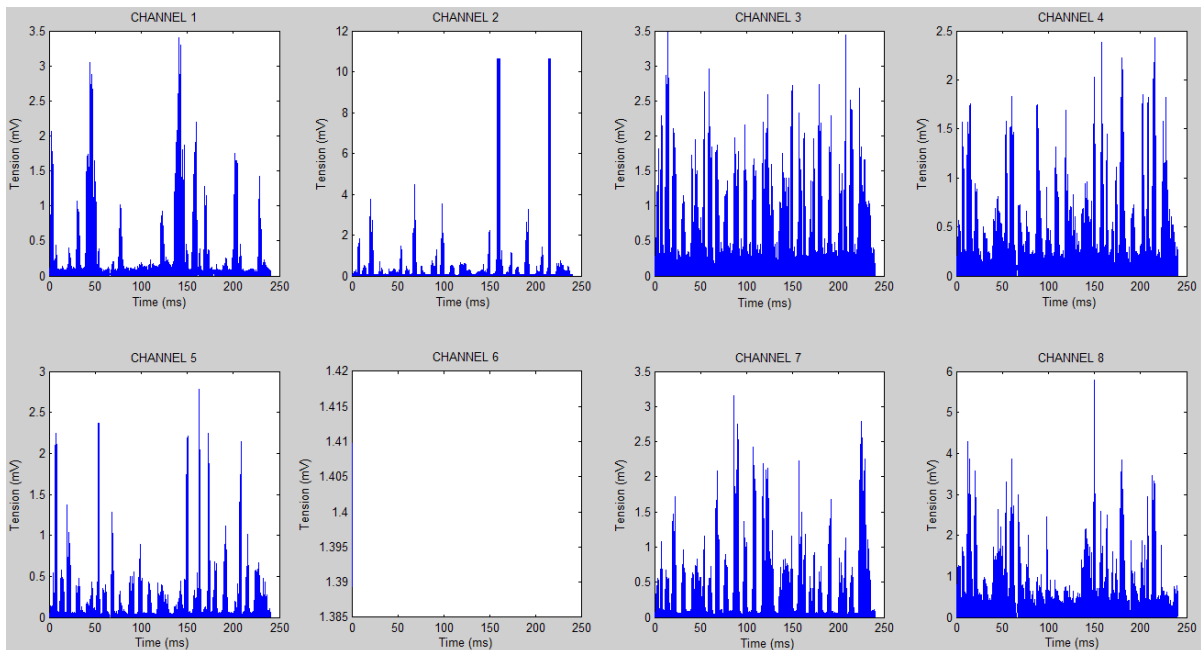 CHANNEL 1
3.5
3
2.5
2
1.5
1
0.5
0
Tension (mV)
0 50 100 150 200 250
Time (ms)
CHANNEL 2
12
10
8
6
4
2
0
Tension (mV)
0 50 100 150 200 250
Time (ms)
CHANNEL 3
3.5
3
2.5
2
1.5
1
0.5
0
Tension (mV)
0 50 100 150 200 250
Time (ms)
CHANNEL 4
2.5
2
1.5
1
0.5
0
Tension (mV)
0 50 100 150 200 250
Time (ms)
CHANNEL 5
3
2.5
2
1.5
1
0.5
0
Tension (mV)
0 50 100 150 200 250
Time (ms)
CHANNEL 6
1.42
1.415
1.41
1.405
1.4
1.395
1.39
1.385
Tension (mV)
0 50 100 150 200 250
Time (ms)
CHANNEL 7
3.5
3
2.5
2
1.5
1
0.5
0
Tension (mV)
0 50 100 150 200 250
Time (ms)
CHANNEL 8
6
5
4
3
2
1
0
Tension (mV)
0 50 100 150 200 250
Time (ms)